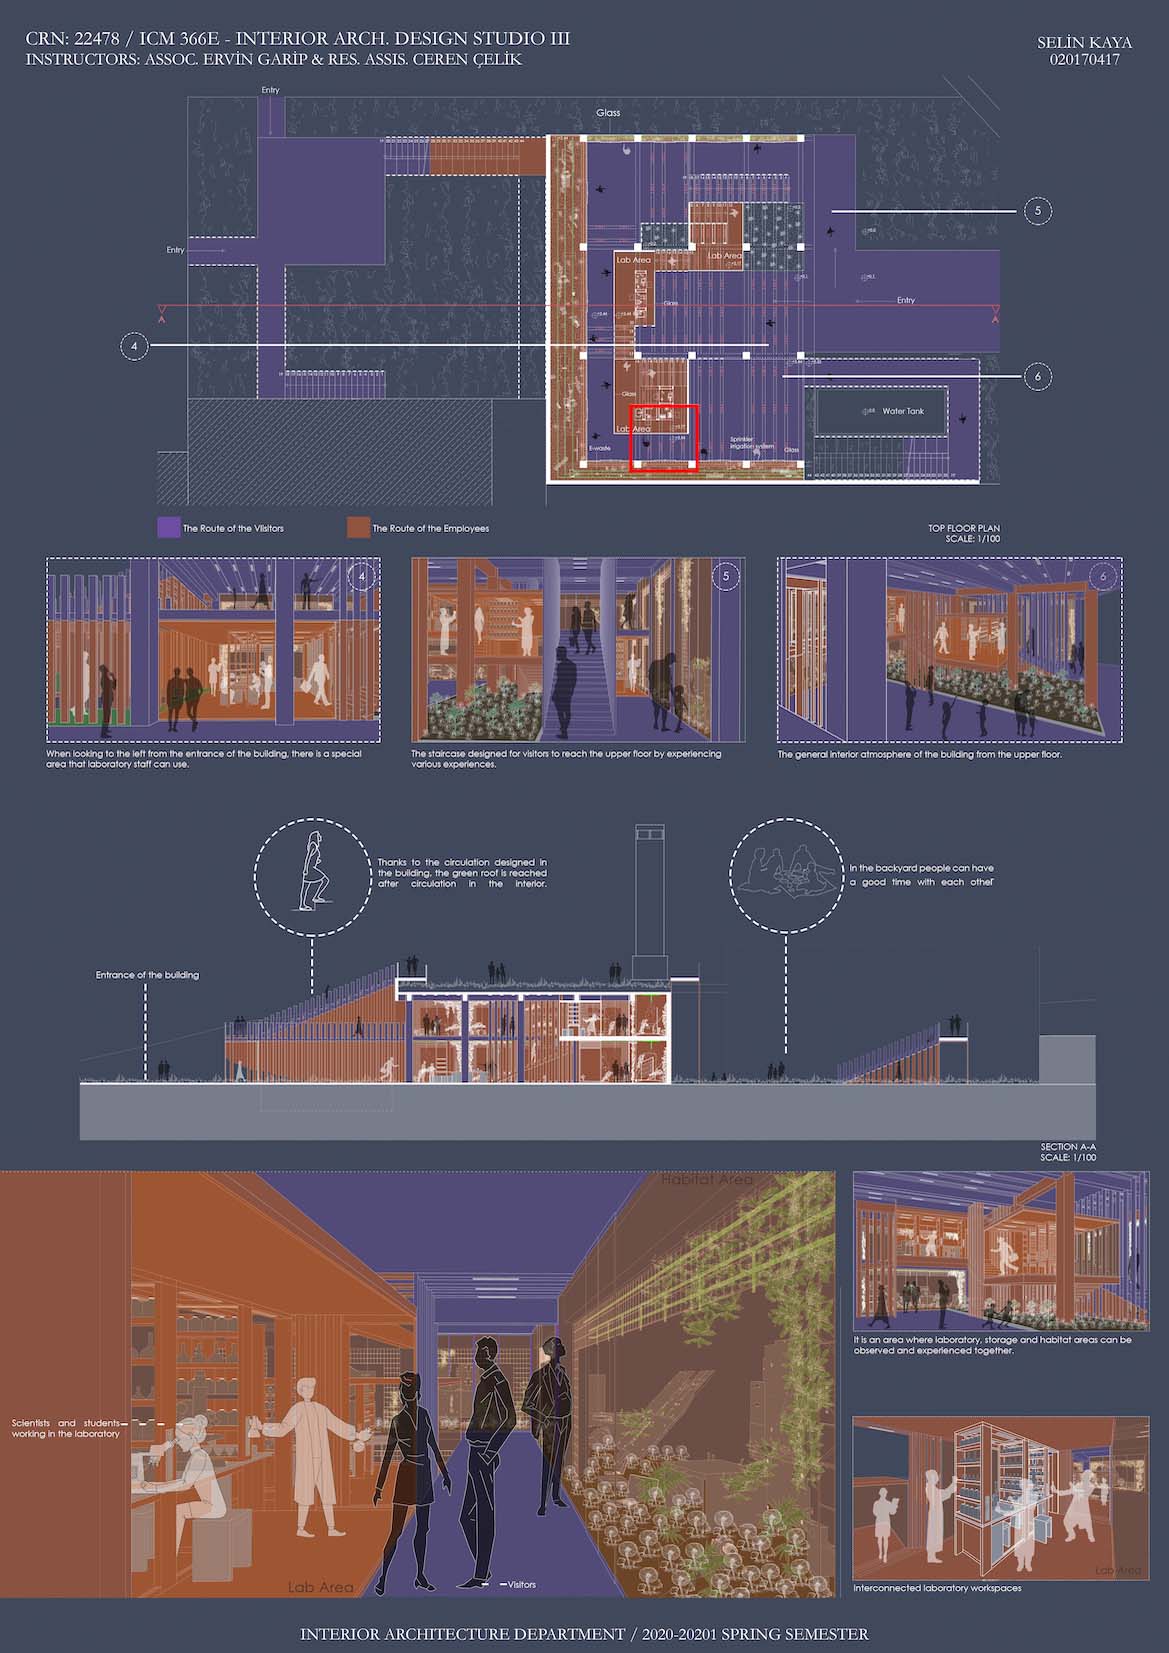 CRN: 22478 / ICM 366E - INTERIOR ARCH. DESIGN STUDIO III
INSTRUCTORS: ASSOC. ERVİN GARİP & RES. ASSIS. CEREN ÇELİK
SELİN KAYA
020170417
Entry
Glass
5
Entry
Lab Area
Lab Area
Glass
Entry
4
6
Glass
Water Tank
Lab Area
E-waste
Sprinkler
irrigation system
Glass
The Route of the VIisitors
The Route of the Employees
TOP FLOOR PLAN
SCALE: 1/100
4
5
6
When looking to the left from the entrance of the building, there is a special
area that laboratory staff can use.
The staircase designed for visitors to reach the upper floor by experiencing
various experiences.
The general interior atmosphere of the building from the upper floor.
Thanks to the circulation designed in
the building, the green roof is reached
after circulation in the interior.
In the backyard people can have
a good time with each other
Entrance of the building
SECTION A-A
SCALE: 1/100
Habitat Area
It is an area where laboratory, storage and habitat areas can be
observed and experienced together.
Scientists and students
working in the laboratory
Lab Area
Visitors
Lab Area
Interconnected laboratory workspaces
INTERIOR ARCHITECTURE DEPARTMENT / 2020-20201 SPRING SEMESTER